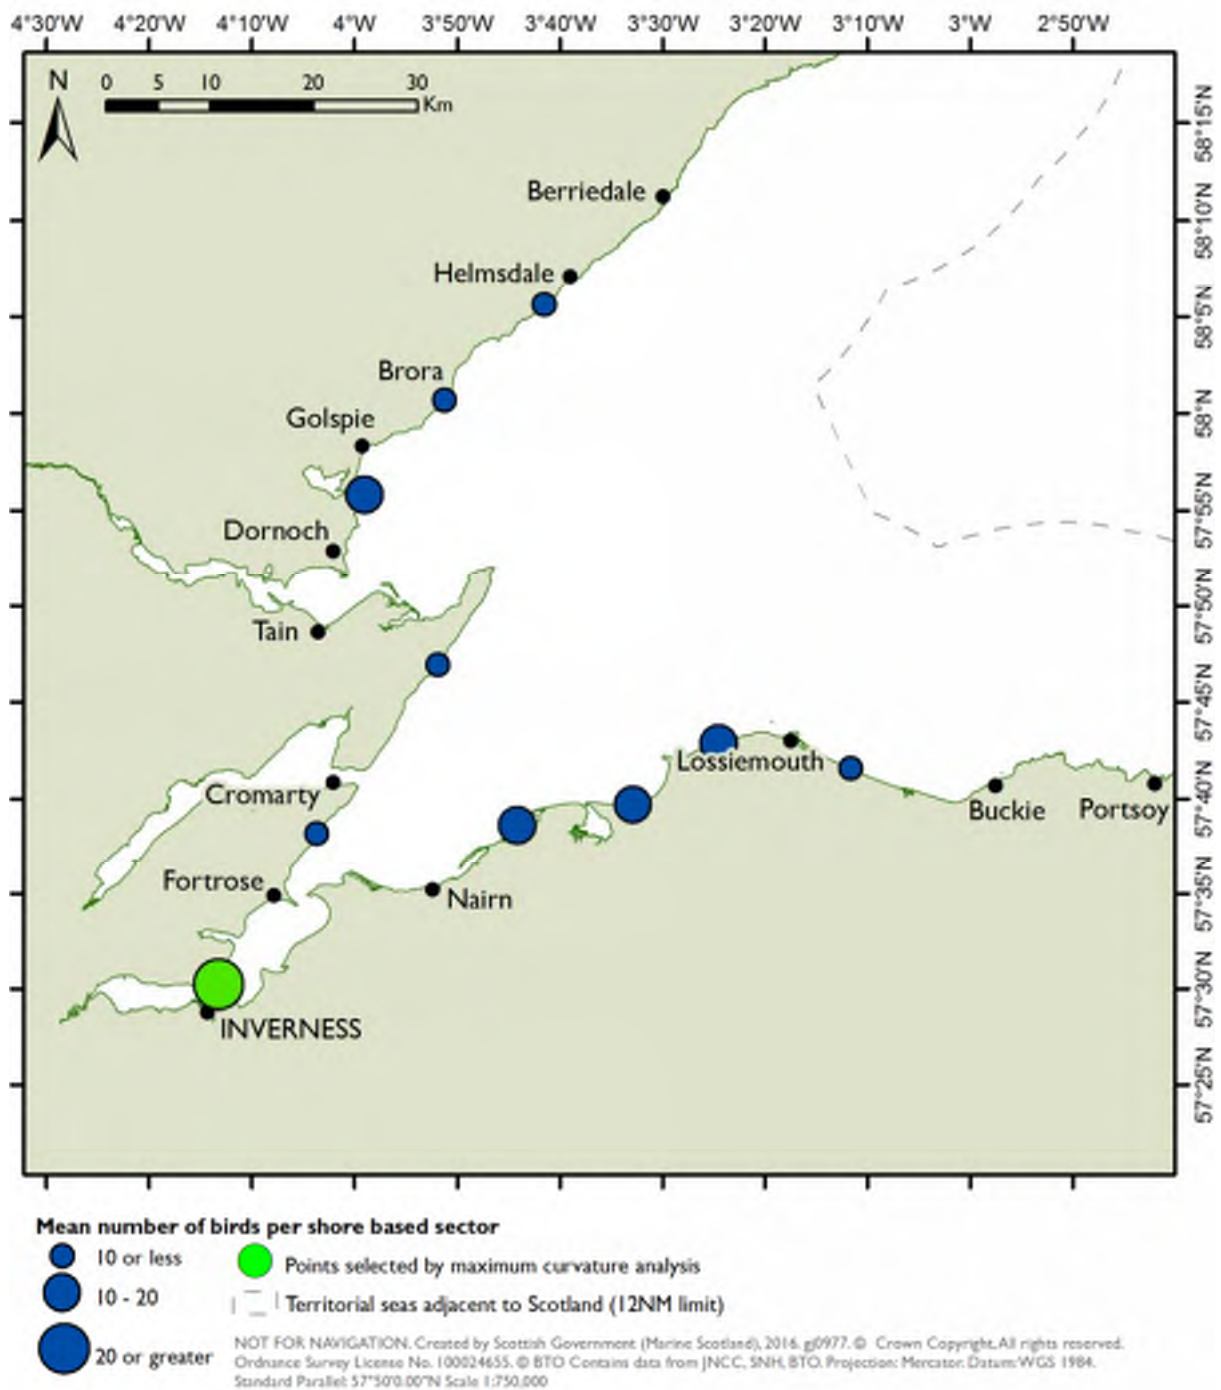 4°30'W 4°20'W 4°10'W 4°W 3°50'W 3°40'W 3°30'W 3°20'W 3°10'W 3°W 2°50'W
N 0 5 10 20 30
Km
58°15'N
Berriedale
58°10'N
Helmsdale
58°5'N
Brora
58°N
Golspie
57°55'N
Dornoch
57°50'N
Tain
57°45'N
Lossiemouth
Cromarty
57°40'N
Buckie Portsoy
Fortrose
57°35'N
Nairn
57°30'N
INVERNESS
57°25'N
Mean number of birds per shore based sector
10 or less
Points selected by maximum curvature analysis
10 - 20
Territorial seas adjacent to Scotland (12NM limit)
20 or greater
NOT FOR NAVIGATION. Created by Scottish Government (Marine Scotland), 2016. gj0977. © Crown Copyright, All rights reserved.
Ordnance Survey License No. 100024655. © BTO Contains data from JNCC, SNH, BTO. Projection: Mercator. Datum: WGS 1984.
Standard Parallel: 57°50'0.00"N Scale 1:750,000